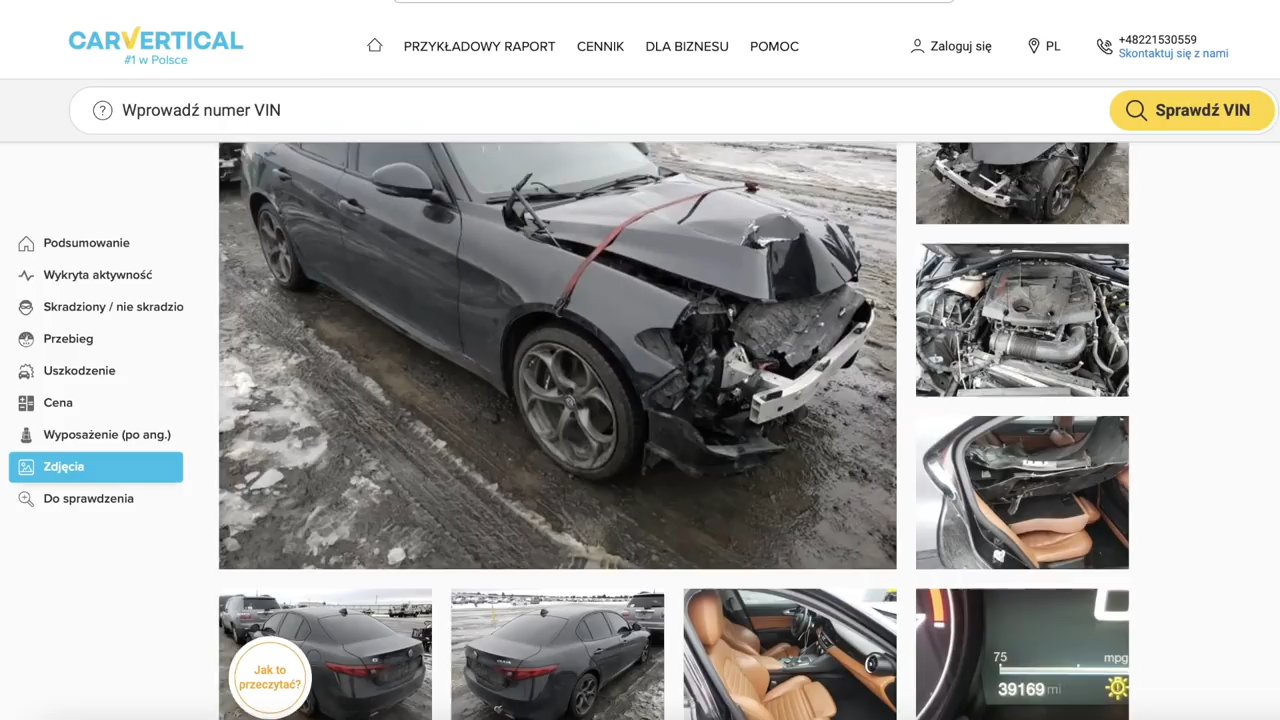 CARVERTICAL
#1 w Polsce
PRZYKŁADOWY RAPORT
CENNIK
DLA BIZNESU
POMOC
Zaloguj się
PL
+48221530559
Skontaktuj się z nami
? Wprowadź numer VIN
Sprawdź VIN
Podsumowanie
Wykryta aktywność
Skradziony / nie skradzio
Przebieg
Uszkodzenie
Cena
Wyposażenie (po ang.)
Zdjęcia
Do sprawdzenia
Jak to
przeczytać?
75 mpg
39169 mi